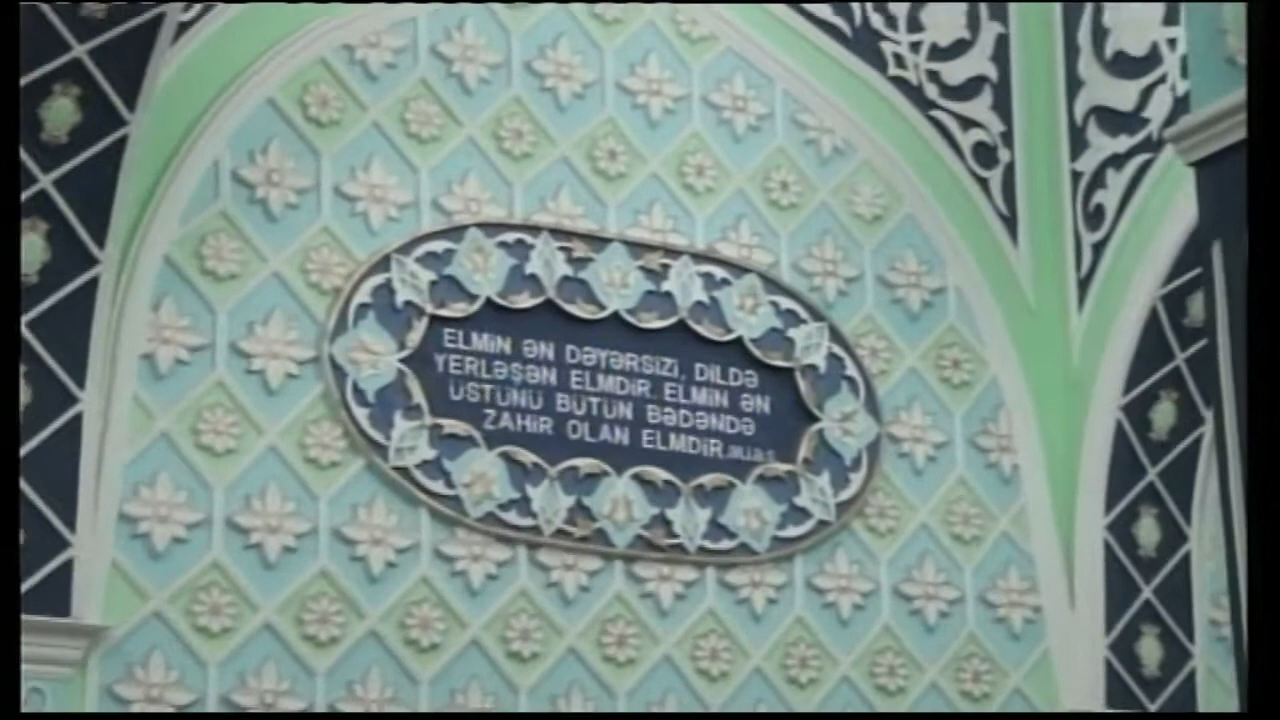 ELMİN ƏN DƏYƏRSİZİ, DİLDƏ
YERLƏŞƏN ELMDİR. ELMİN ƏN
ÜSTÜNÜ BÜTÜN BƏDƏNDƏ
ZAHİR OLAN ELMDİR.